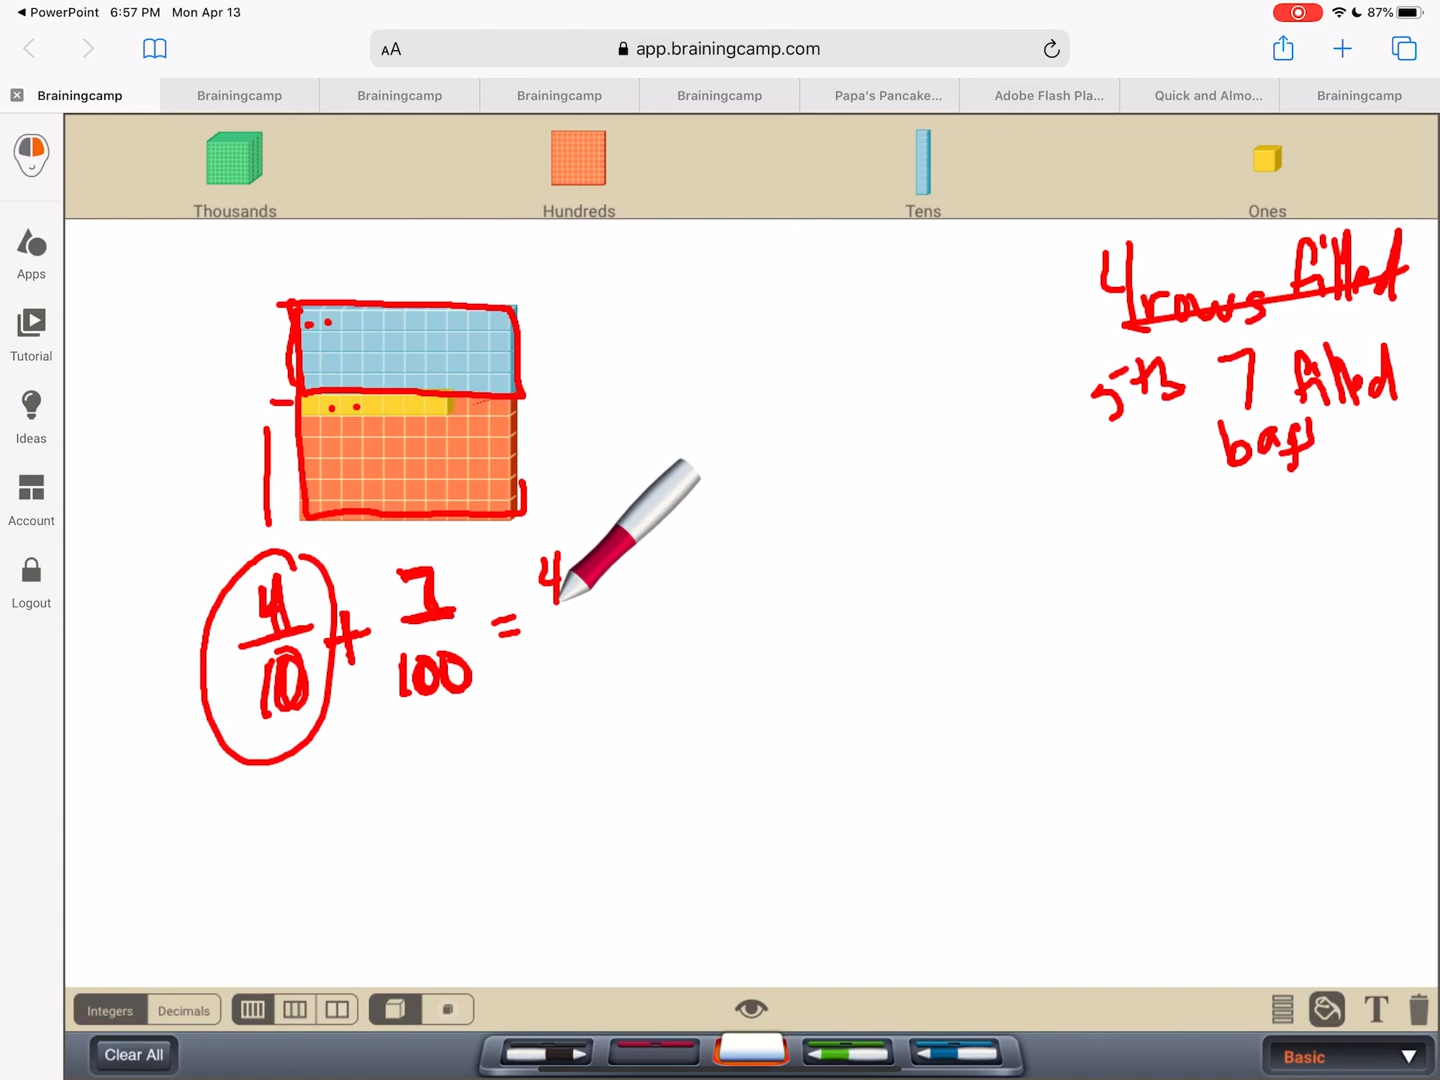 PowerPoint 6:57 PM Mon Apr 13 87%
AA app.brainingcamp.com
Brainingcamp Brainingcamp Brainingcamp Brainingcamp Brainingcamp Papa's Pancake... Adobe Flash Pla... Quick and Almo... Brainingcamp
Thousands Hundreds Tens Ones
Apps
Tutorial
Ideas
Account
Logout
4 rows filled
5th 7 filled
4/10 + 7/100 = 4
Integers Decimals
T
Clear All
Basic